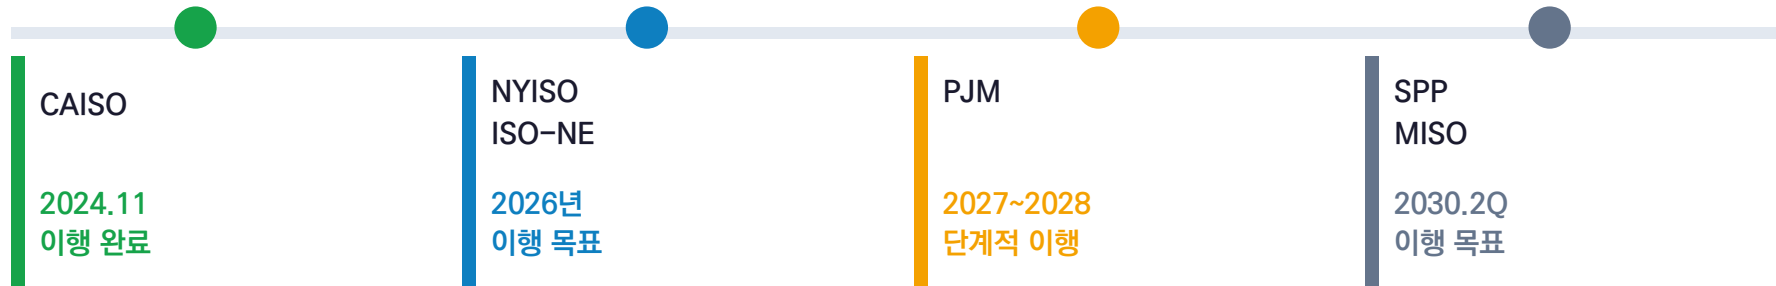 CAISO
2024.11
이행 완료
NYISO
ISO-NE
2026년
이행 목표
PJM
2027~2028
단계적 이행
SPP
MISO
2030.2Q
이행 목표